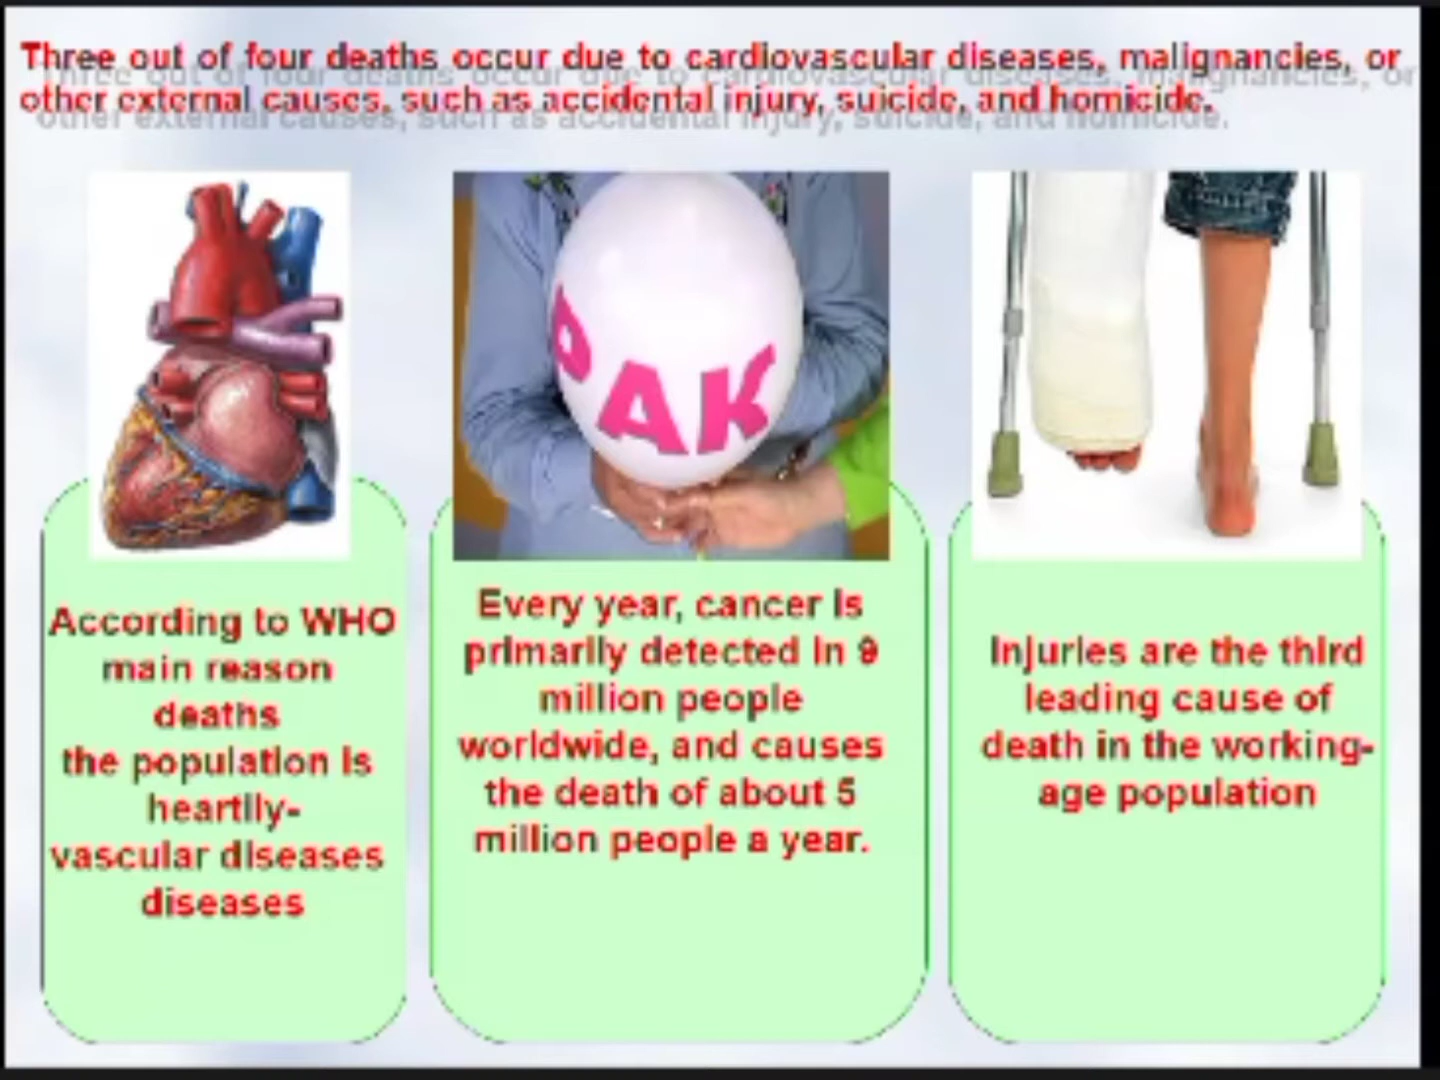 Three out of four deaths occur due to cardiovascular diseases, malignancies, or
other external causes, such as accidental injury, suicide, and homicide.
РАК
According to WHO
main reason
deaths
the population is
heartily-
vascular diseases
diseases
Every year, cancer is
primarily detected in 9
million people
worldwide, and causes
the death of about 5
million people a year.
Injuries are the third
leading cause of
death in the working-
age population